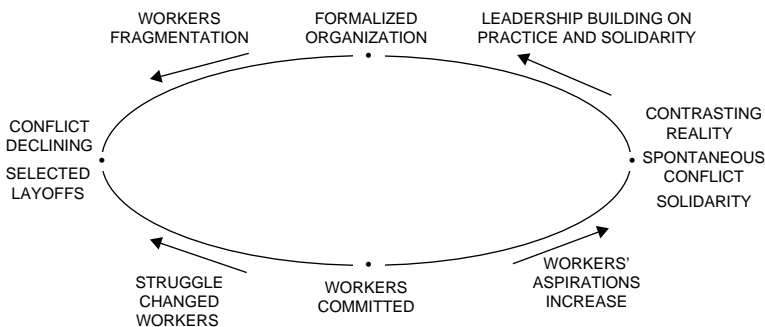 WORKERS
FRAGMENTATION
FORMALIZED
ORGANIZATION
LEADERSHIP BUILDING ON
PRACTICE AND SOLIDARITY
CONFLICT
DECLINING
SELECTED
LAYOFFS
CONTRASTING
REALITY
SPONTANEOUS
CONFLICT
SOLIDARITY
STRUGGLE
CHANGED
WORKERS
WORKERS
COMMITTED
WORKERS'
ASPIRATIONS
INCREASE